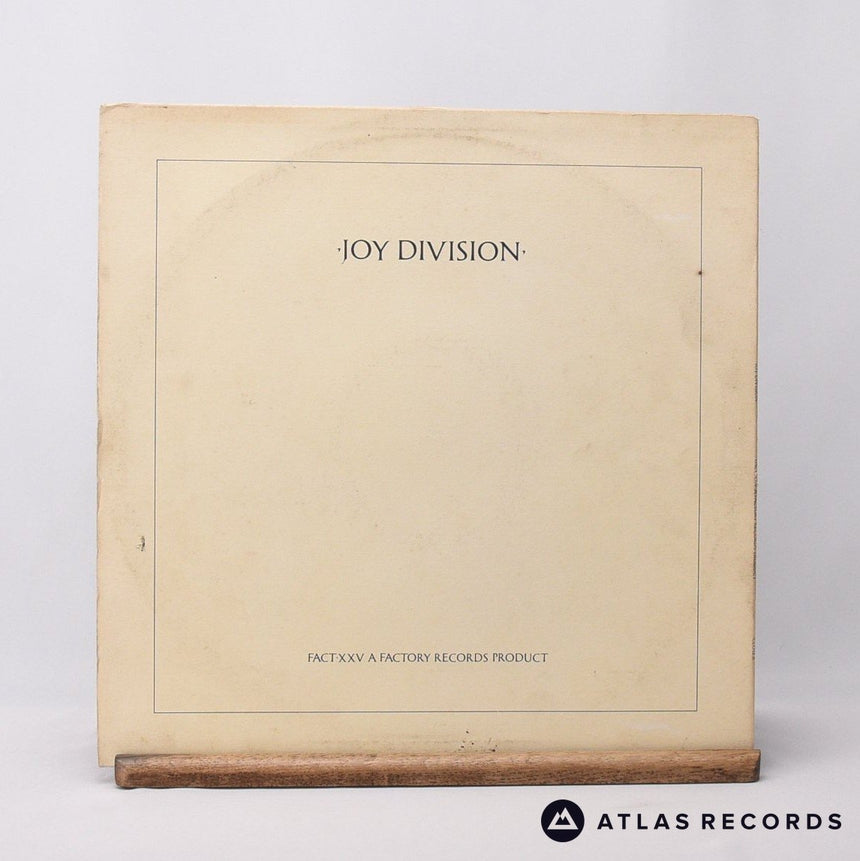 ·JOY DIVISION·
FACT·XXV A FACTORY RECORDS PRODUCT
ATLAS RECORDS